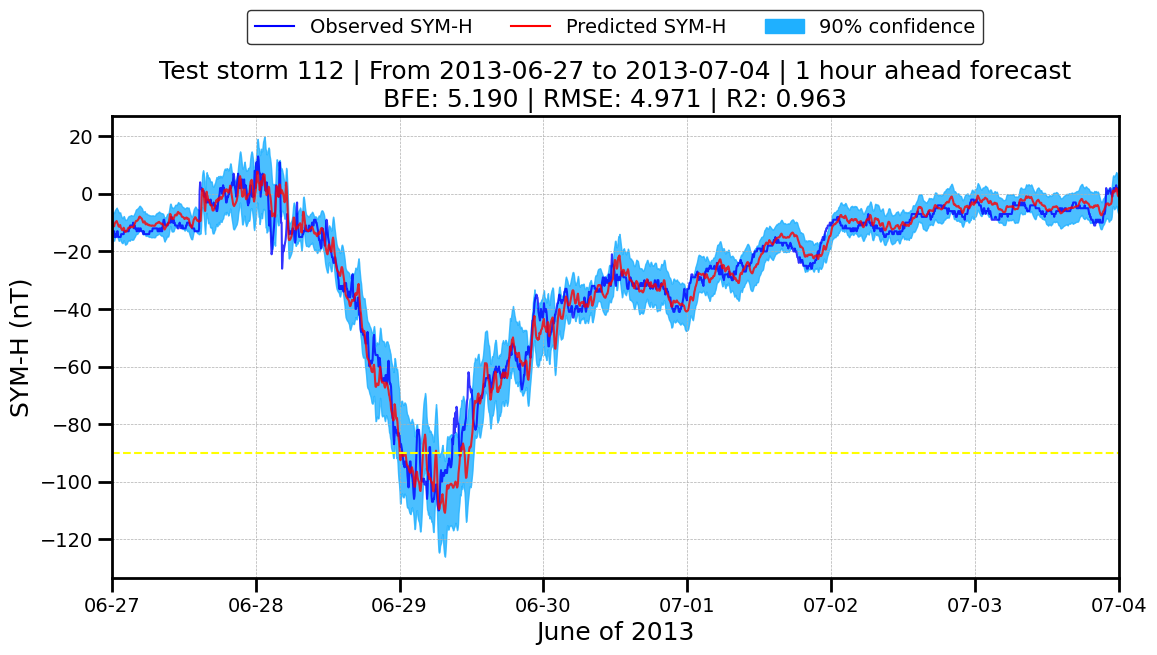 Observed SYM-H Predicted SYM-H 90% confidence
Test storm 112 | From 2013-06-27 to 2013-07-04 | 1 hour ahead forecast
BFE: 5.190 | RMSE: 4.971 | R2: 0.963
SYM-H (nT)
20
0
−20
−40
−60
−80
−100
−120
06-27 06-28 06-29 06-30 07-01 07-02 07-03 07-04
June of 2013